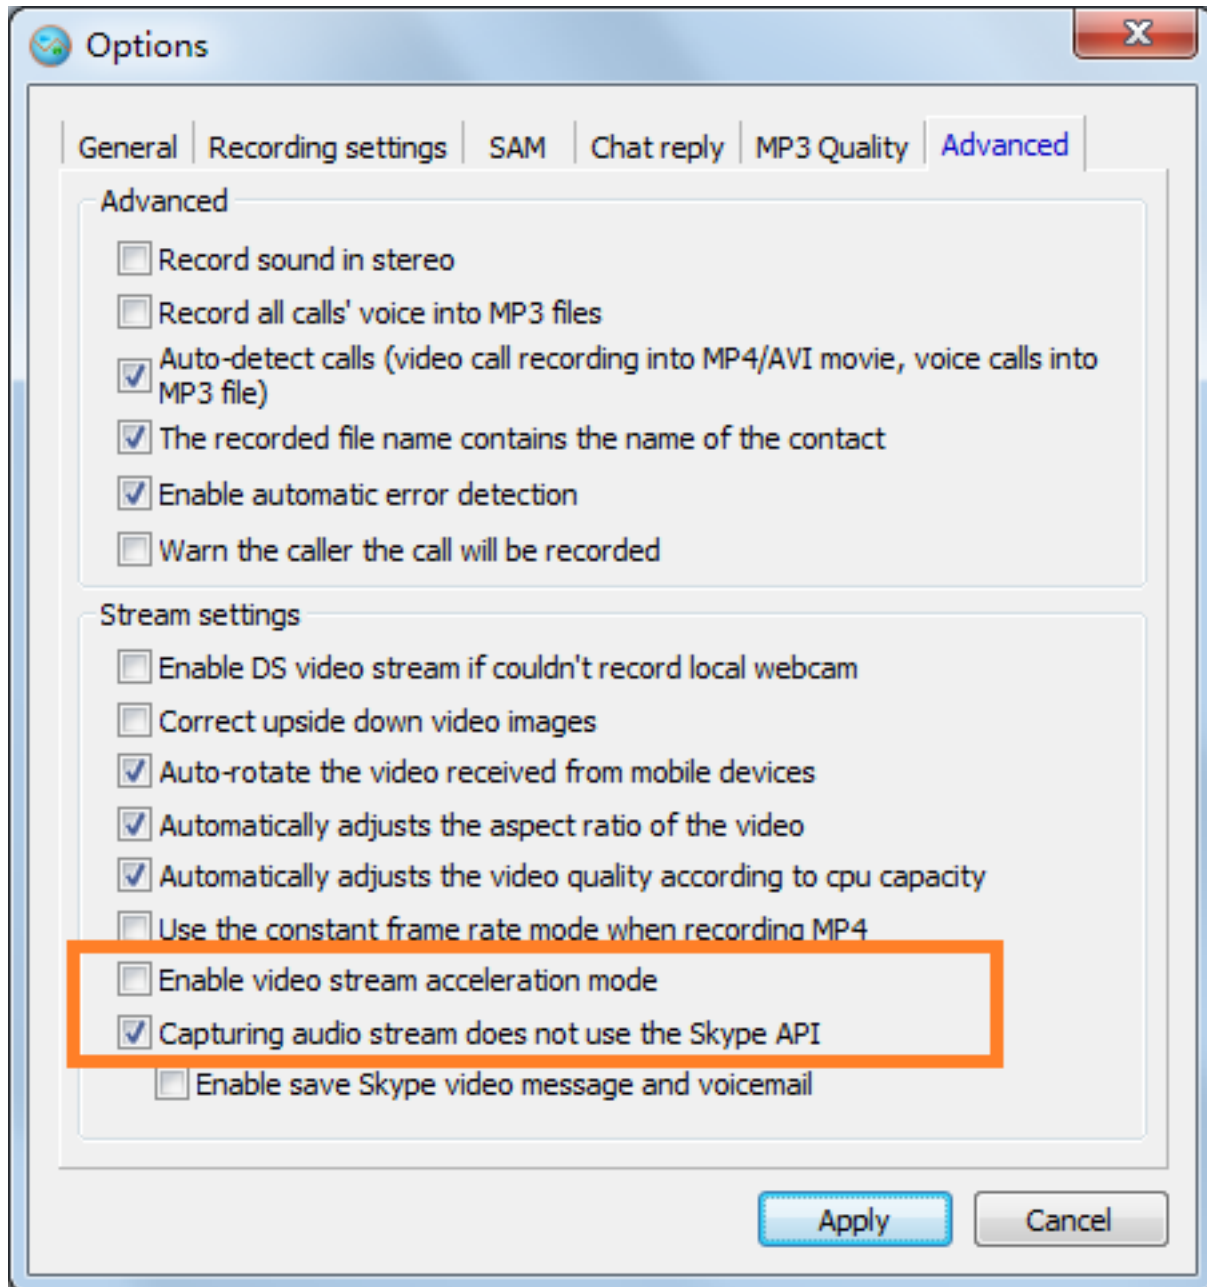 Options
General
Recording settings
SAM
Chat reply
MP3 Quality
Advanced
Advanced
Record sound in stereo
Record all calls' voice into MP3 files
Auto-detect calls (video call recording into MP4/AVI movie, voice calls into
MP3 file)
The recorded file name contains the name of the contact
Enable automatic error detection
Warn the caller the call will be recorded
Stream settings
Enable DS video stream if couldn't record local webcam
Correct upside down video images
Auto-rotate the video received from mobile devices
Automatically adjusts the aspect ratio of the video
Automatically adjusts the video quality according to cpu capacity
Use the constant frame rate mode when recording MP4
Enable video stream acceleration mode
Capturing audio stream does not use the Skype API
Enable save Skype video message and voicemail
Apply
Cancel